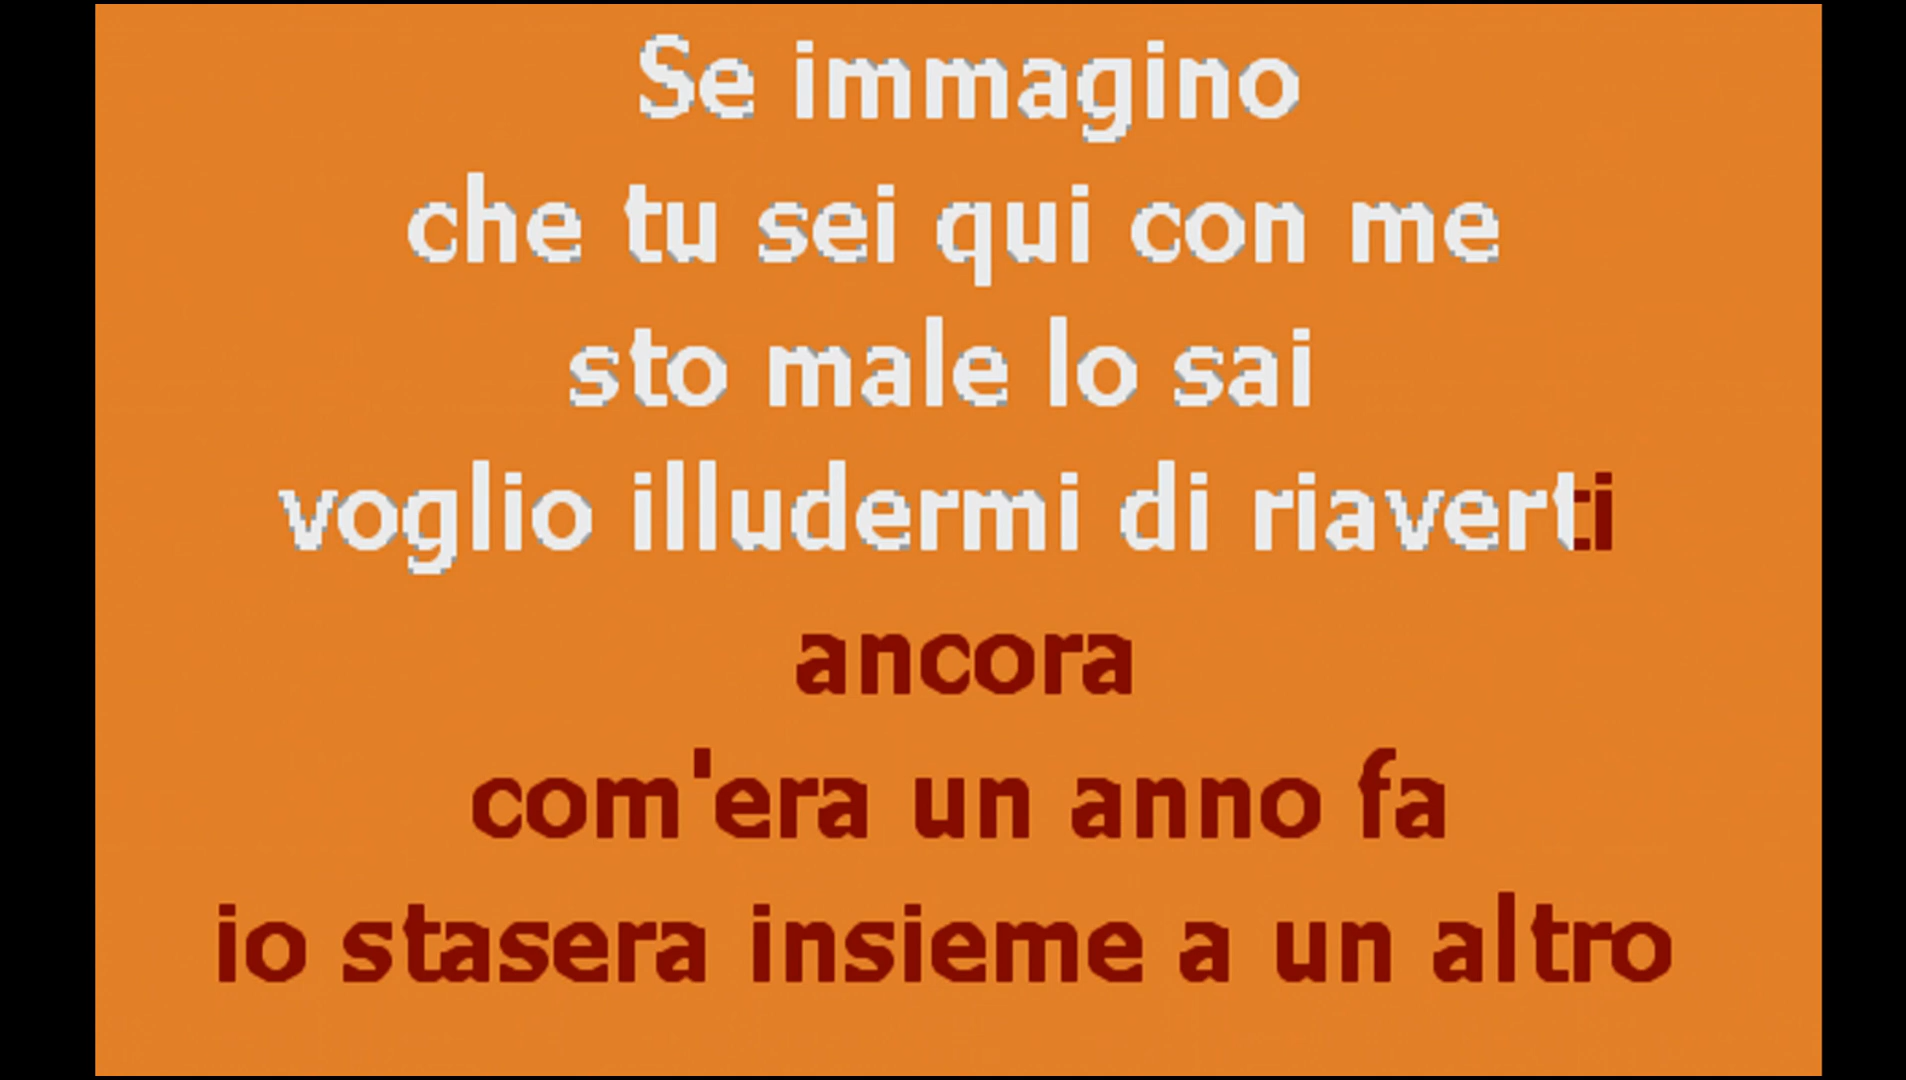 Se immagino
che tu sei qui con me
sto male lo sai
voglio illudermi di riaverti
ancora
com'era un anno fa
io stasera insieme a un altro